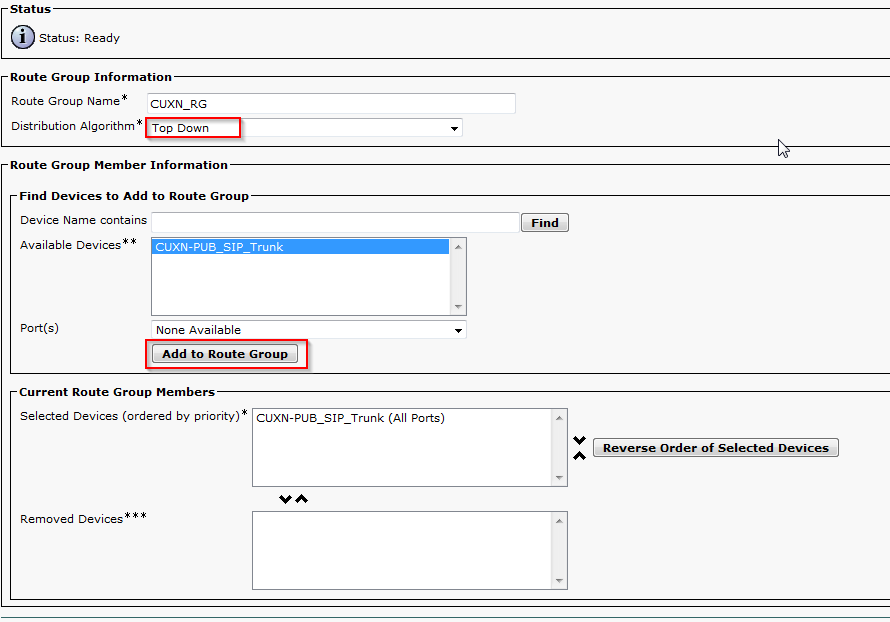 Status
i Status: Ready
Route Group Information
Route Group Name* CUXN_RG
Distribution Algorithm* Top Down
Route Group Member Information
Find Devices to Add to Route Group
Device Name contains Find
Available Devices** CUXN-PUB_SIP_Trunk
Port(s) None Available
Add to Route Group
Current Route Group Members
Selected Devices (ordered by priority)* CUXN-PUB_SIP_Trunk (All Ports)
Reverse Order of Selected Devices
Removed Devices***